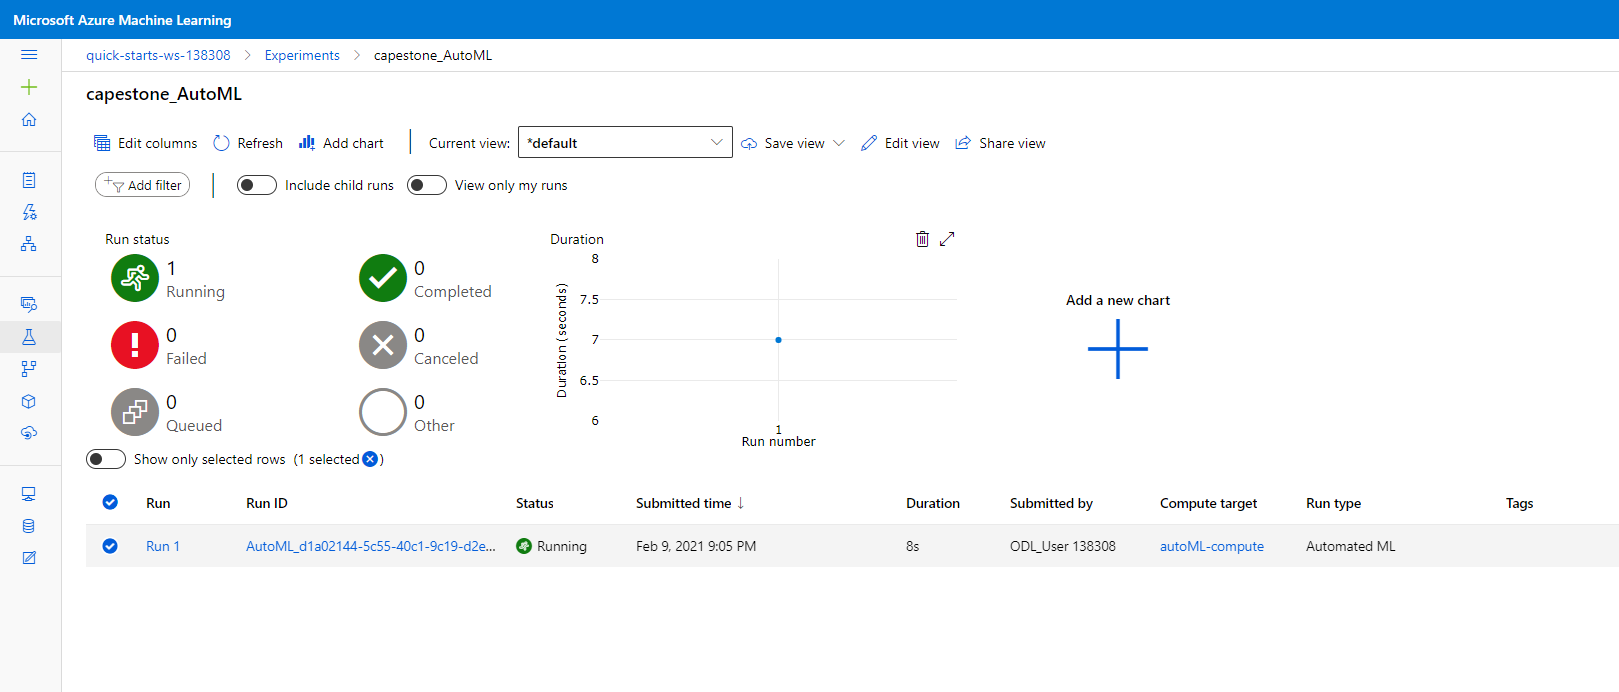 Microsoft Azure Machine Learning
quick-starts-ws-138308 > Experiments > capestone_AutoML
capestone_AutoML
Edit columns Refresh Add chart Current view: *default Save view Edit view Share view
Add filter Include child runs View only my runs
Run status
1 Running
0 Completed
0 Failed
0 Canceled
0 Queued
0 Other
Duration
8
7.5
7
6.5
6
Duration (seconds)
1
Run number
Add a new chart
Show only selected rows (1 selected )
Run Run ID Status Submitted time ↓ Duration Submitted by Compute target Run type Tags
Run 1 AutoML_d1a02144-5c55-40c1-9c19-d2e... Running Feb 9, 2021 9:05 PM 8s ODL_User 138308 autoML-compute Automated ML